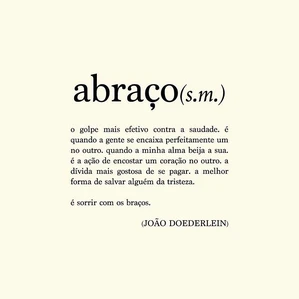 abraço(s.m.)
o golpe mais efetivo contra a saudade. é
quando a gente se encaixa perfeitamente um
no outro. quando a minha alma beija a sua.
é a ação de encostar um coração no outro. a
dívida mais gostosa de se pagar. a melhor
forma de salvar alguém da tristeza.
é sorrir com os braços.
(JOÃO DOEDERLEIN)